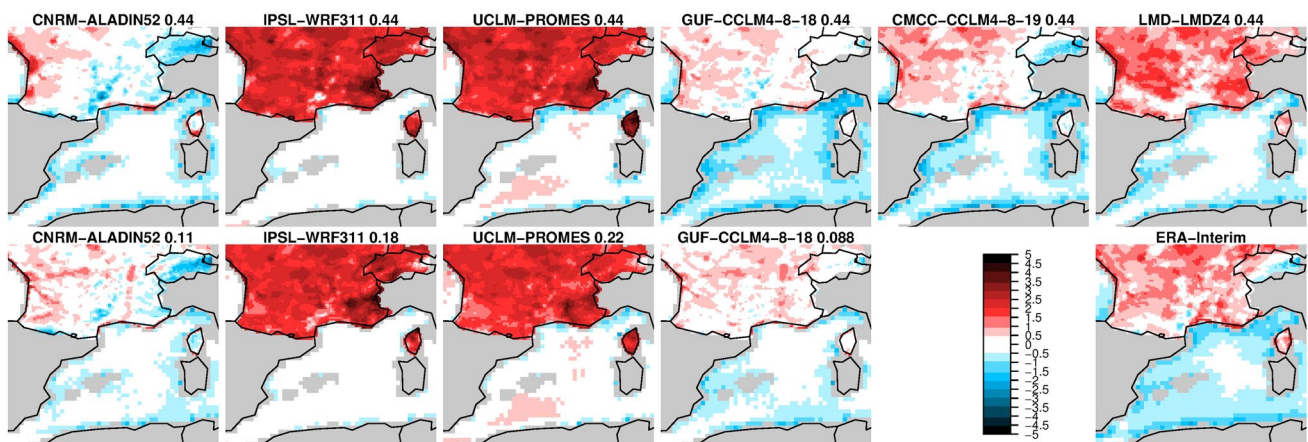 CNRM−ALADIN52 0.44
IPSL−WRF311 0.44
UCLM−PROMES 0.44
GUF−CCLM4−8−18 0.44
CMCC−CCLM4−8−19 0.44
LMD−LMDZ4 0.44
CNRM−ALADIN52 0.11
IPSL−WRF311 0.18
UCLM−PROMES 0.22
GUF−CCLM4−8−18 0.088
ERA−Interim
5
4.5
4
3.5
3
2.5
2
1.5
1
0.5
0
−0.5
−1
−1.5
−2
−2.5
−3
−3.5
−4
−4.5
−5